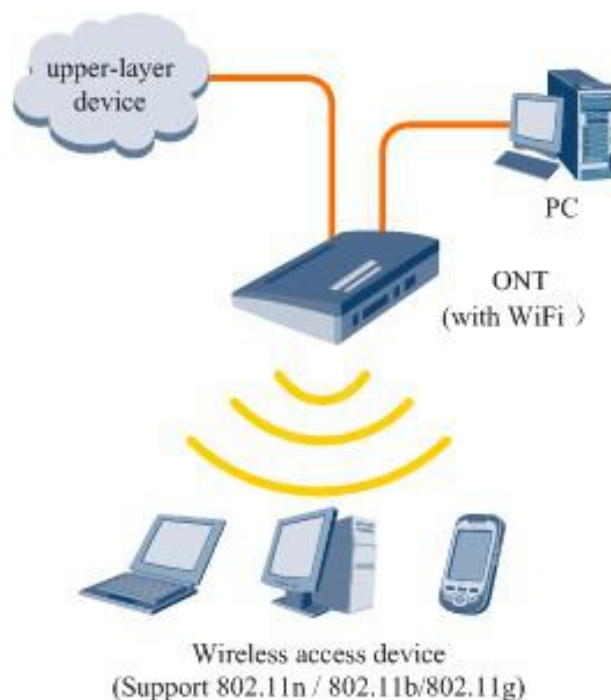 upper-layer
device
PC
ONT
(with WiFi ）
Wireless access device
(Support 802.11n / 802.11b/802.11g)